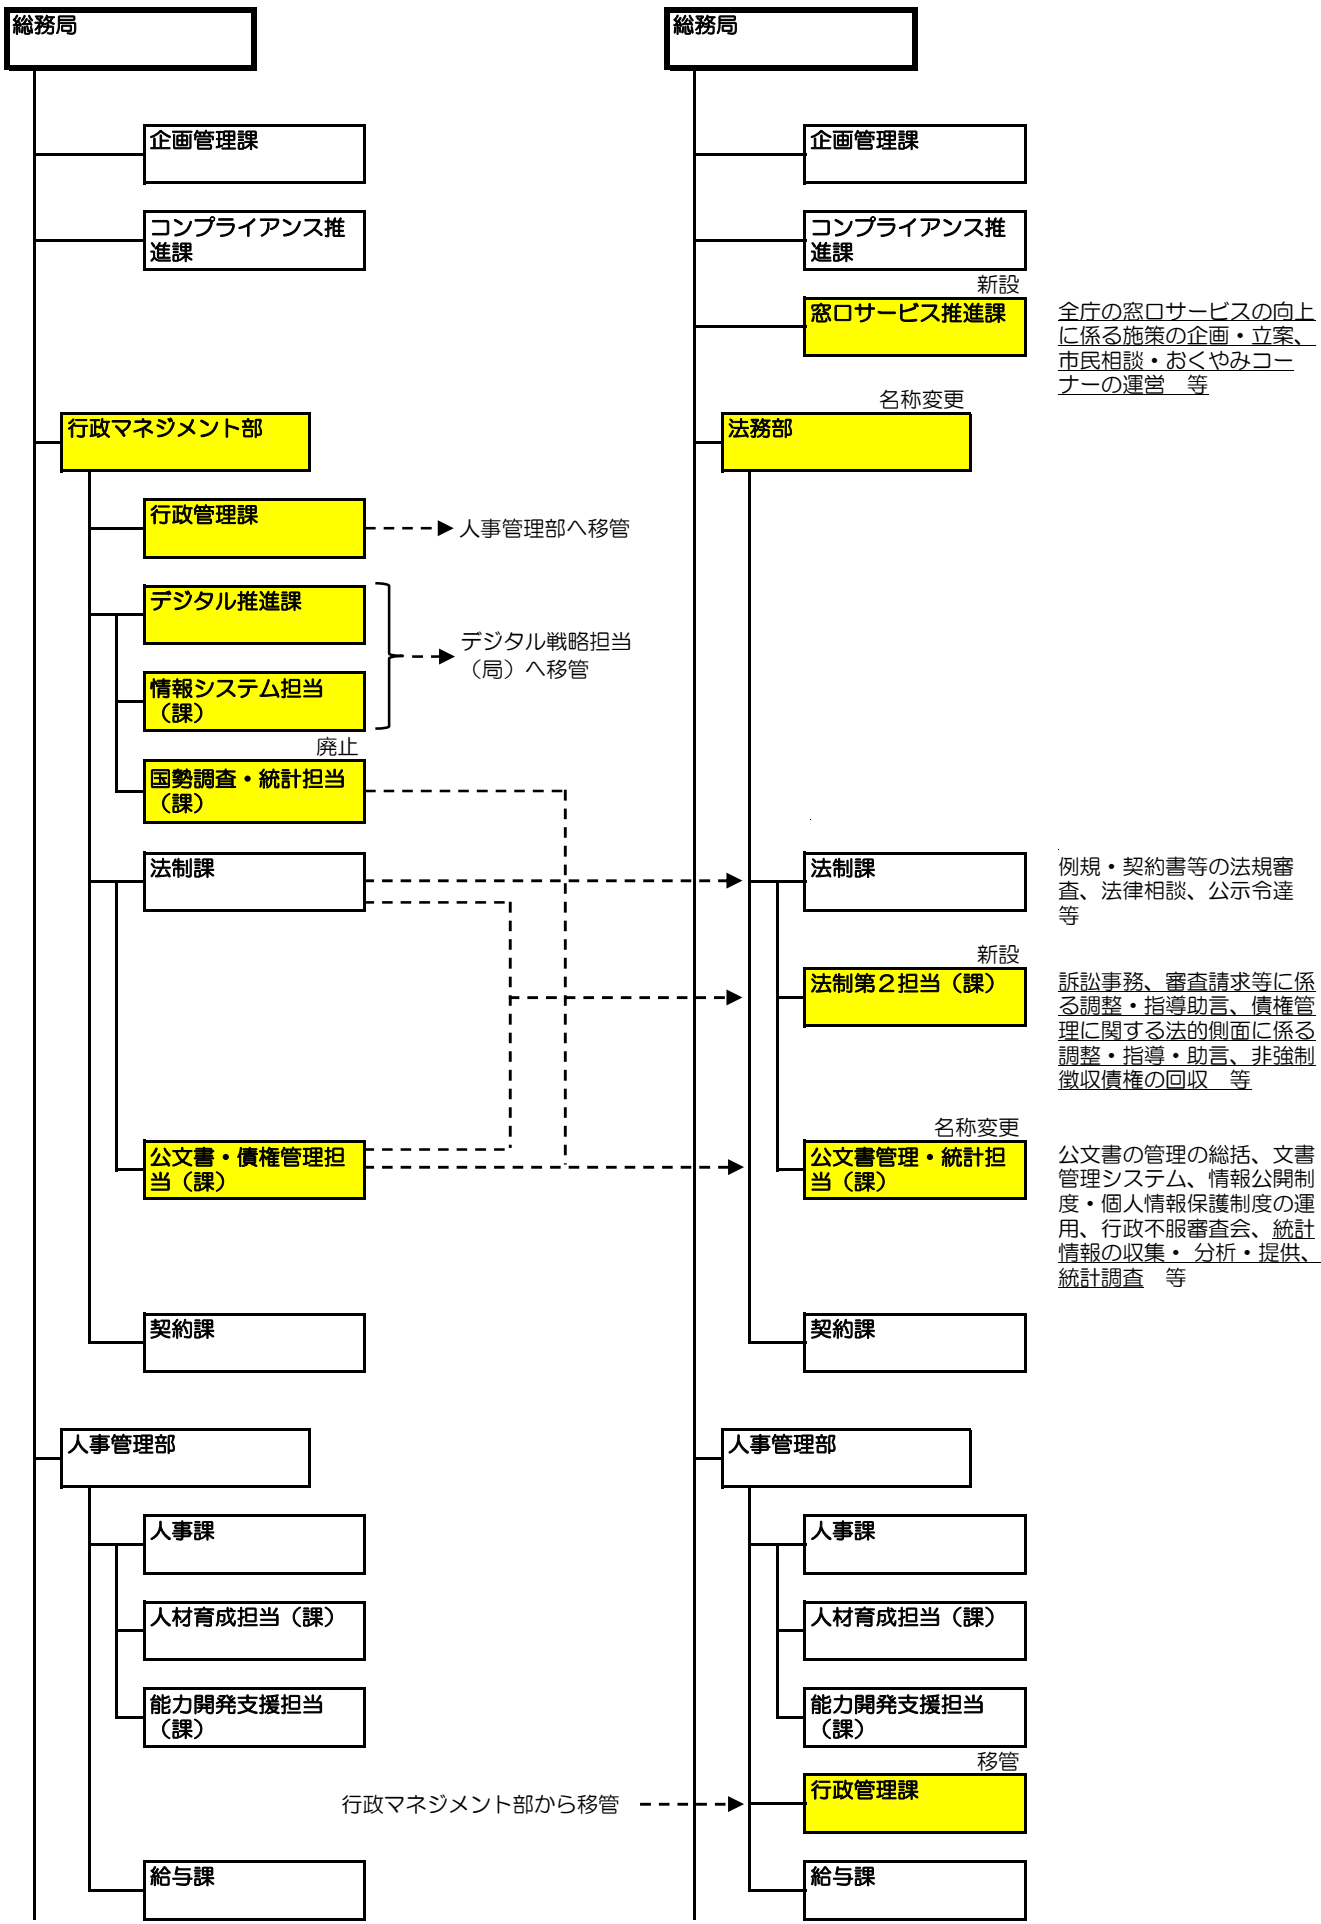 総務局
企画管理課
コンプライアンス推
進課
行政マネジメント部
行政管理課
人事管理部へ移管
デジタル推進課
情報システム担当
（課）
デジタル戦略担当
（局）へ移管
廃止
国勢調査・統計担当
（課）
法制課
公文書・債権管理担
当（課）
契約課
人事管理部
人事課
人材育成担当（課）
能力開発支援担当
（課）
行政マネジメント部から移管
給与課
総務局
企画管理課
コンプライアンス推
進課
新設
窓口サービス推進課
全庁の窓口サービスの向上
に係る施策の企画・立案、
市民相談・おくやみコー
ナーの運営　等
名称変更
法務部
法制課
例規・契約書等の法規審
査、法律相談、公示令達
等
新設
法制第２担当（課）
訴訟事務、審査請求等に係
る調整・指導助言、債権管
理に関する法的側面に係る
調整・指導・助言、非強制
徴収債権の回収　等
名称変更
公文書管理・統計担
当（課）
公文書の管理の総括、文書
管理システム、情報公開制
度・個人情報保護制度の運
用、行政不服審査会、統計
情報の収集・ 分析・提供、
統計調査　等
契約課
人事管理部
人事課
人材育成担当（課）
能力開発支援担当
（課）
移管
行政管理課
給与課